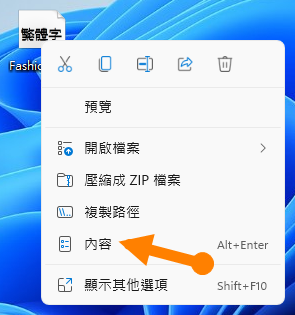 繁體字
Fashio
預覽
開啟檔案
壓縮成 ZIP 檔案
複製路徑
內容 Alt+Enter
顯示其他選項 Shift+F10